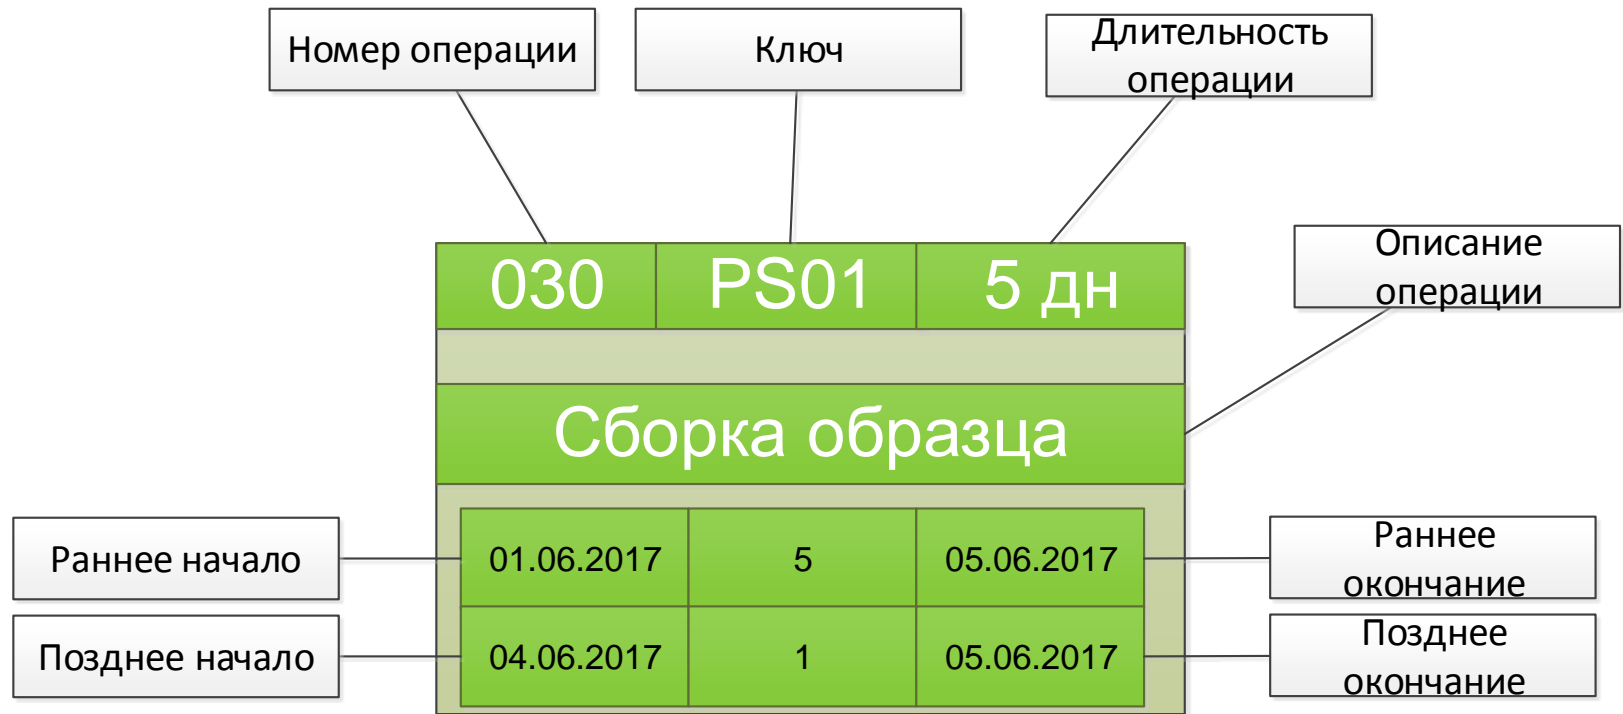 Номер операции
Ключ
Длительность
операции
030
PS01
5 дн
Описание
операции
Сборка образца
Раннее начало
01.06.2017
5
05.06.2017
Раннее
окончание
Позднее начало
04.06.2017
1
05.06.2017
Позднее
окончание